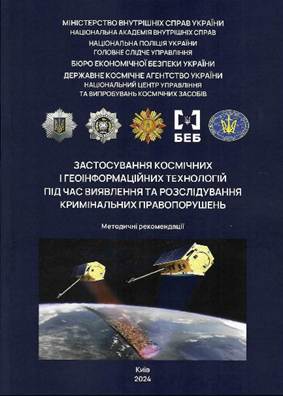 МІНІСТЕРСТВО ВНУТРІШНІХ СПРАВ УКРАЇНИ
НАЦІОНАЛЬНА АКАДЕМІЯ ВНУТРІШНІХ СПРАВ
НАЦІОНАЛЬНА ПОЛІЦІЯ УКРАЇНИ
ГОЛОВНЕ СЛІДЧЕ УПРАВЛІННЯ
БЮРО ЕКОНОМІЧНОЇ БЕЗПЕКИ УКРАЇНИ
ДЕРЖАВНЕ КОСМІЧНЕ АГЕНТСТВО УКРАЇНИ
НАЦІОНАЛЬНИЙ ЦЕНТР УПРАВЛІННЯ
ТА ВИПРОБУВАНЬ КОСМІЧНИХ ЗАСОБІВ
БЕБ
ЗАСТОСУВАННЯ КОСМІЧНИХ
І ГЕОІНФОРМАЦІЙНИХ ТЕХНОЛОГІЙ
ПІД ЧАС ВИЯВЛЕННЯ ТА РОЗСЛІДУВАННЯ
КРИМІНАЛЬНИХ ПРАВОПОРУШЕНЬ
Методичні рекомендації
Київ
2024